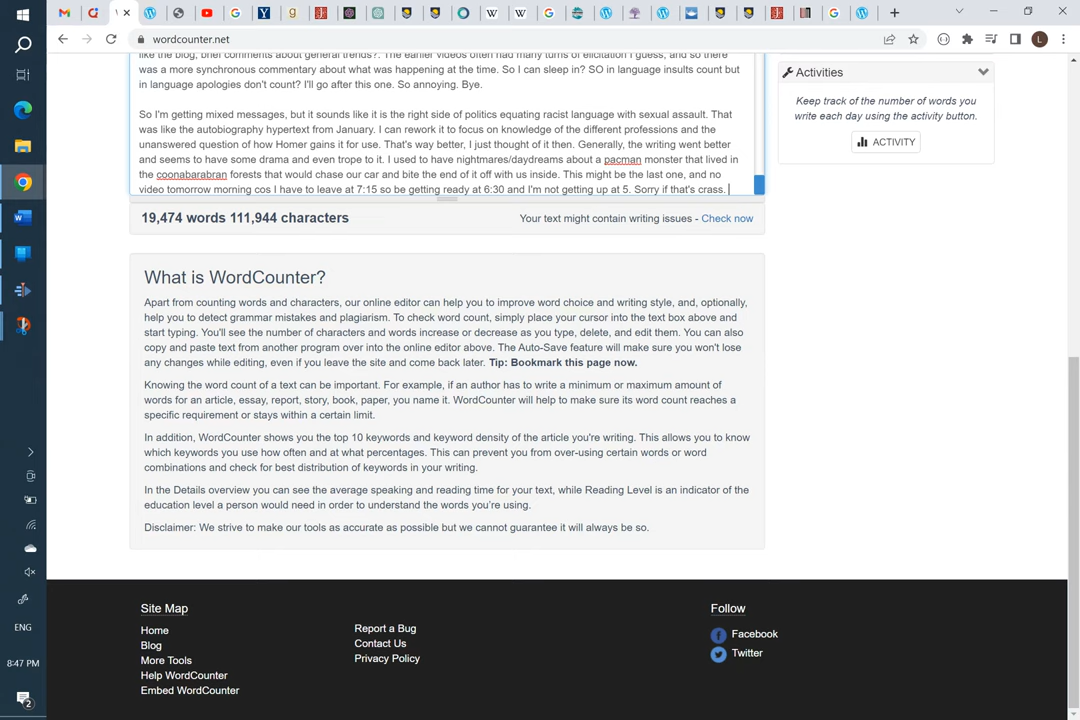 wordcounter.net
L
like the blog, brief comments about general trends?. The earlier videos often had many turns of elicitation I guess, and so there
was a more synchronous commentary about what was happening at the time. So I can sleep in? SO in language insults count but
in language apologies don't count? I'll go after this one. So annoying. Bye.
So I'm getting mixed messages, but it sounds like it is the right side of politics equating racist language with sexual assault. That
was like the autobiography hypertext from January. I can rework it to focus on knowledge of the different professions and the
unanswered question of how Homer gains it for use. That's way better, I just thought of it then. Generally, the writing went better
and seems to have some drama and even trope to it. I used to have nightmares/daydreams about a pacman monster that lived in
the coonabarabran forests that would chase our car and bite the end of it off with us inside. This might be the last one, and no
video tomorrow morning cos I have to leave at 7:15 so be getting ready at 6:30 and I'm not getting up at 5. Sorry if that's crass.
19,474 words 111,944 characters
Your text might contain writing issues - Check now
Activities
Keep track of the number of words you
write each day using the activity button.
ACTIVITY
What is WordCounter?
Apart from counting words and characters, our online editor can help you to improve word choice and writing style, and, optionally,
help you to detect grammar mistakes and plagiarism. To check word count, simply place your cursor into the text box above and
start typing. You'll see the number of characters and words increase or decrease as you type, delete, and edit them. You can also
copy and paste text from another program over into the online editor above. The Auto-Save feature will make sure you won't lose
any changes while editing, even if you leave the site and come back later. Tip: Bookmark this page now.
Knowing the word count of a text can be important. For example, if an author has to write a minimum or maximum amount of
words for an article, essay, report, story, book, paper, you name it. WordCounter will help to make sure its word count reaches a
specific requirement or stays within a certain limit.
In addition, WordCounter shows you the top 10 keywords and keyword density of the article you're writing. This allows you to know
which keywords you use how often and at what percentages. This can prevent you from over-using certain words or word
combinations and check for best distribution of keywords in your writing.
In the Details overview you can see the average speaking and reading time for your text, while Reading Level is an indicator of the
education level a person would need in order to understand the words you're using.
Disclaimer: We strive to make our tools as accurate as possible but we cannot guarantee it will always be so.
Site Map
Home
Blog
More Tools
Help WordCounter
Embed WordCounter
Report a Bug
Contact Us
Privacy Policy
Follow
Facebook
Twitter
ENG
8:47 PM
2